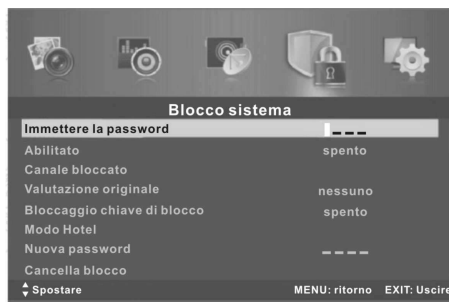 Blocco sistema
Immettere la password _ _ _
Abilitato spento
Canale bloccato
Valutazione originale nessuno
Bloccaggio chiave di blocco spento
Modo Hotel
Nuova password _ _ _ _
Cancella blocco
Spostare MENU: ritorno EXIT: Uscire